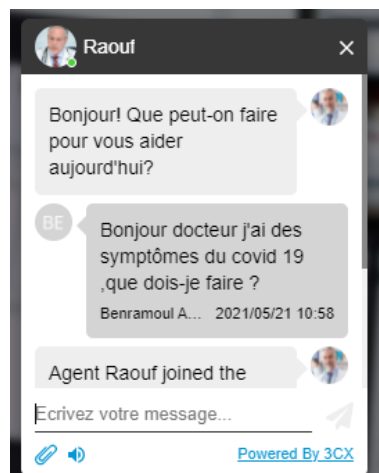 Raouf
Bonjour! Que peut-on faire
pour vous aider
aujourd'hui?
BE
Bonjour docteur j'ai des
symptômes du covid 19
,que dois-je faire ?
Benramoul A... 2021/05/21 10:58
Agent Raouf joined the
Ecrivez votre message...
Powered By 3CX